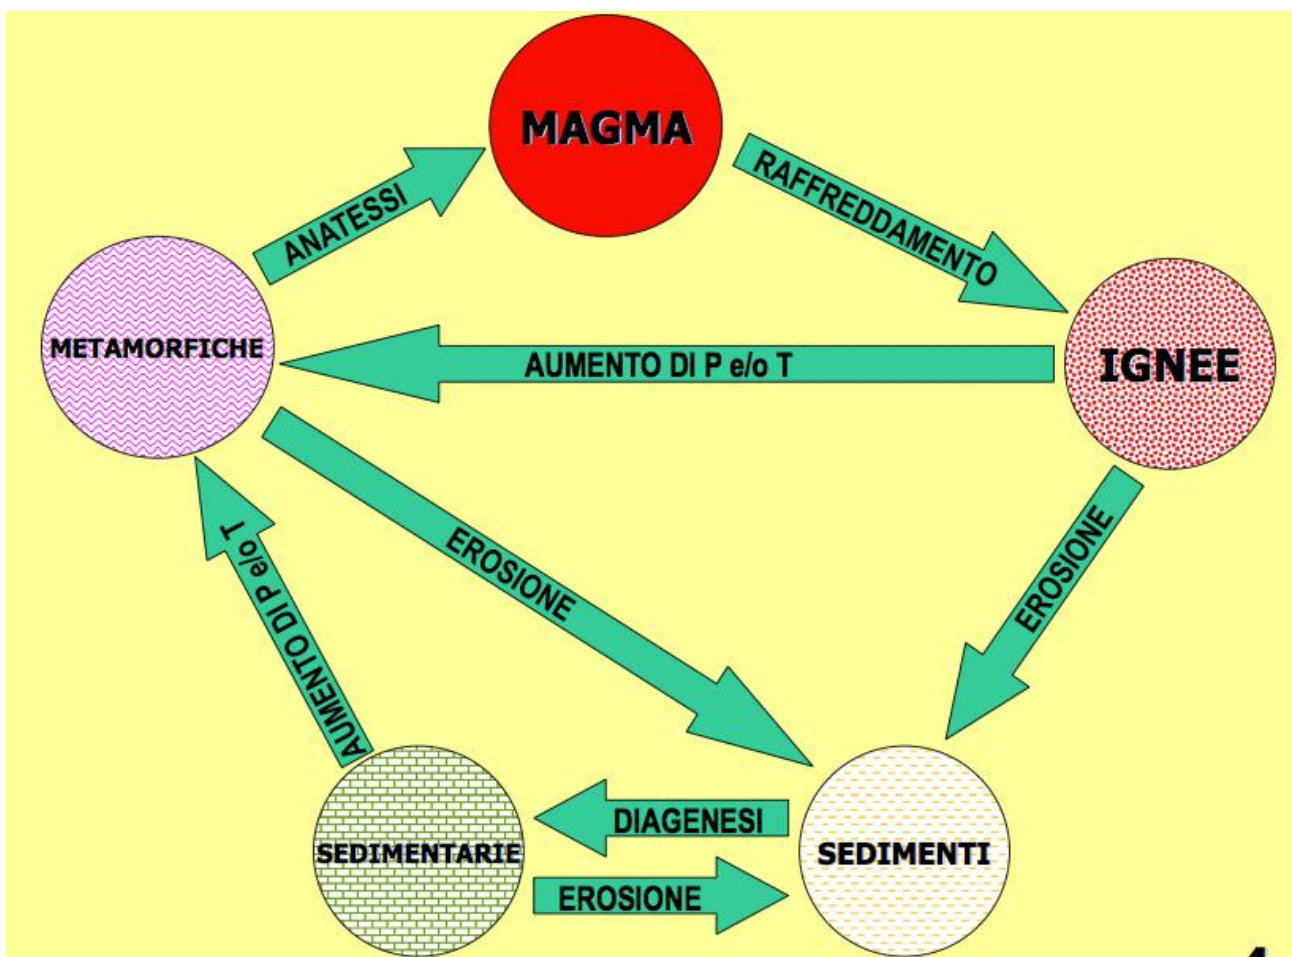 MAGMA
RAFFREDDAMENTO
ANATESSI
METAMORFICHE
AUMENTO DI P e/o T
IGNEE
EROSIONE
EROSIONE
AUMENTO DI P e/o T
DIAGENESI
SEDIMENTARIE
SEDIMENTI
EROSIONE